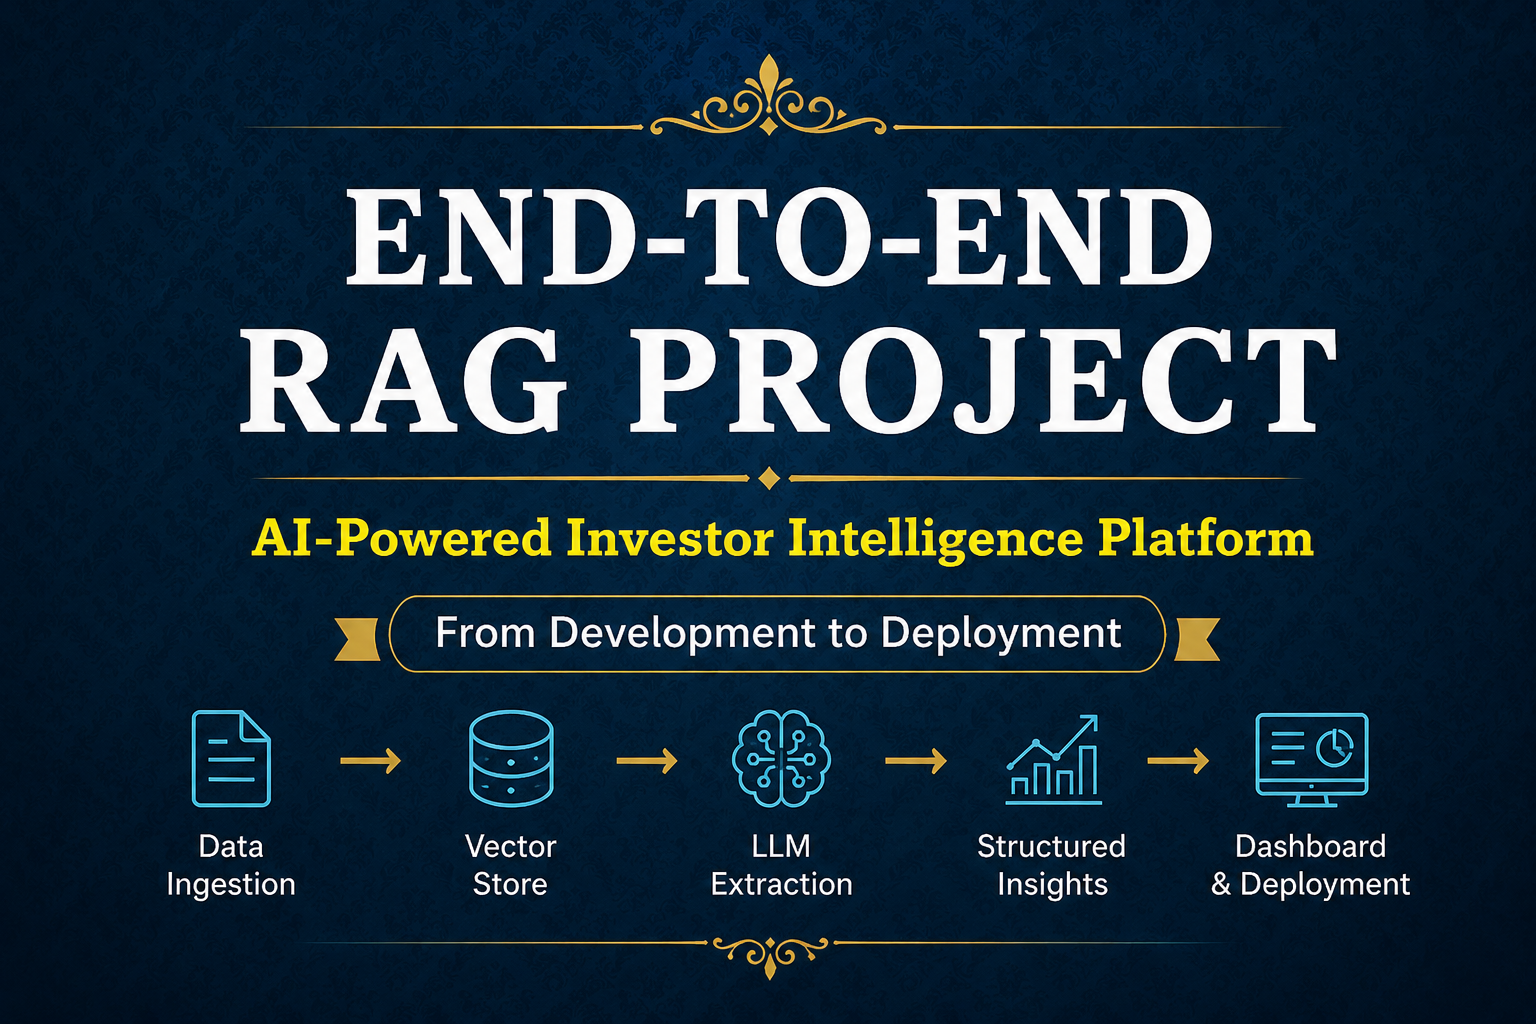 END-TO-END
RAG PROJECT
AI-Powered Investor Intelligence Platform
From Development to Deployment
Data
Ingestion
Vector
Store
LLM
Extraction
Structured
Insights
Dashboard
& Deployment